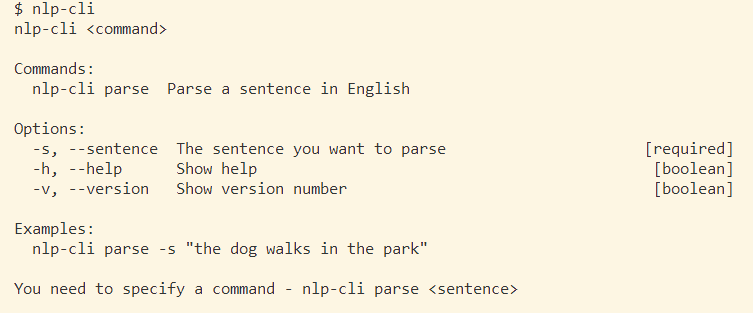 $ nlp-cli
nlp-cli <command>
Commands:
nlp-cli parse  Parse a sentence in English
Options:
-s, --sentence  The sentence you want to parse [required]
-h, --help Show help [boolean]
-v, --version Show version number [boolean]
Examples:
nlp-cli parse -s "the dog walks in the park"
You need to specify a command - nlp-cli parse <sentence>